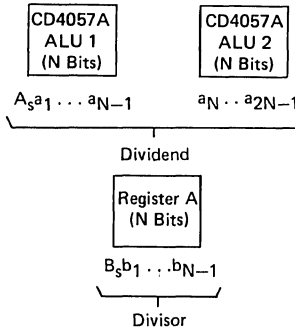 CD4057A CD4057A
ALU 1 ALU 2
(N Bits) (N Bits)
Aₛa₁ · · · aN−1 aN · · a2N−1
Dividend
Register A
(N Bits)
Bₛb₁ · · · bN−1
Divisor